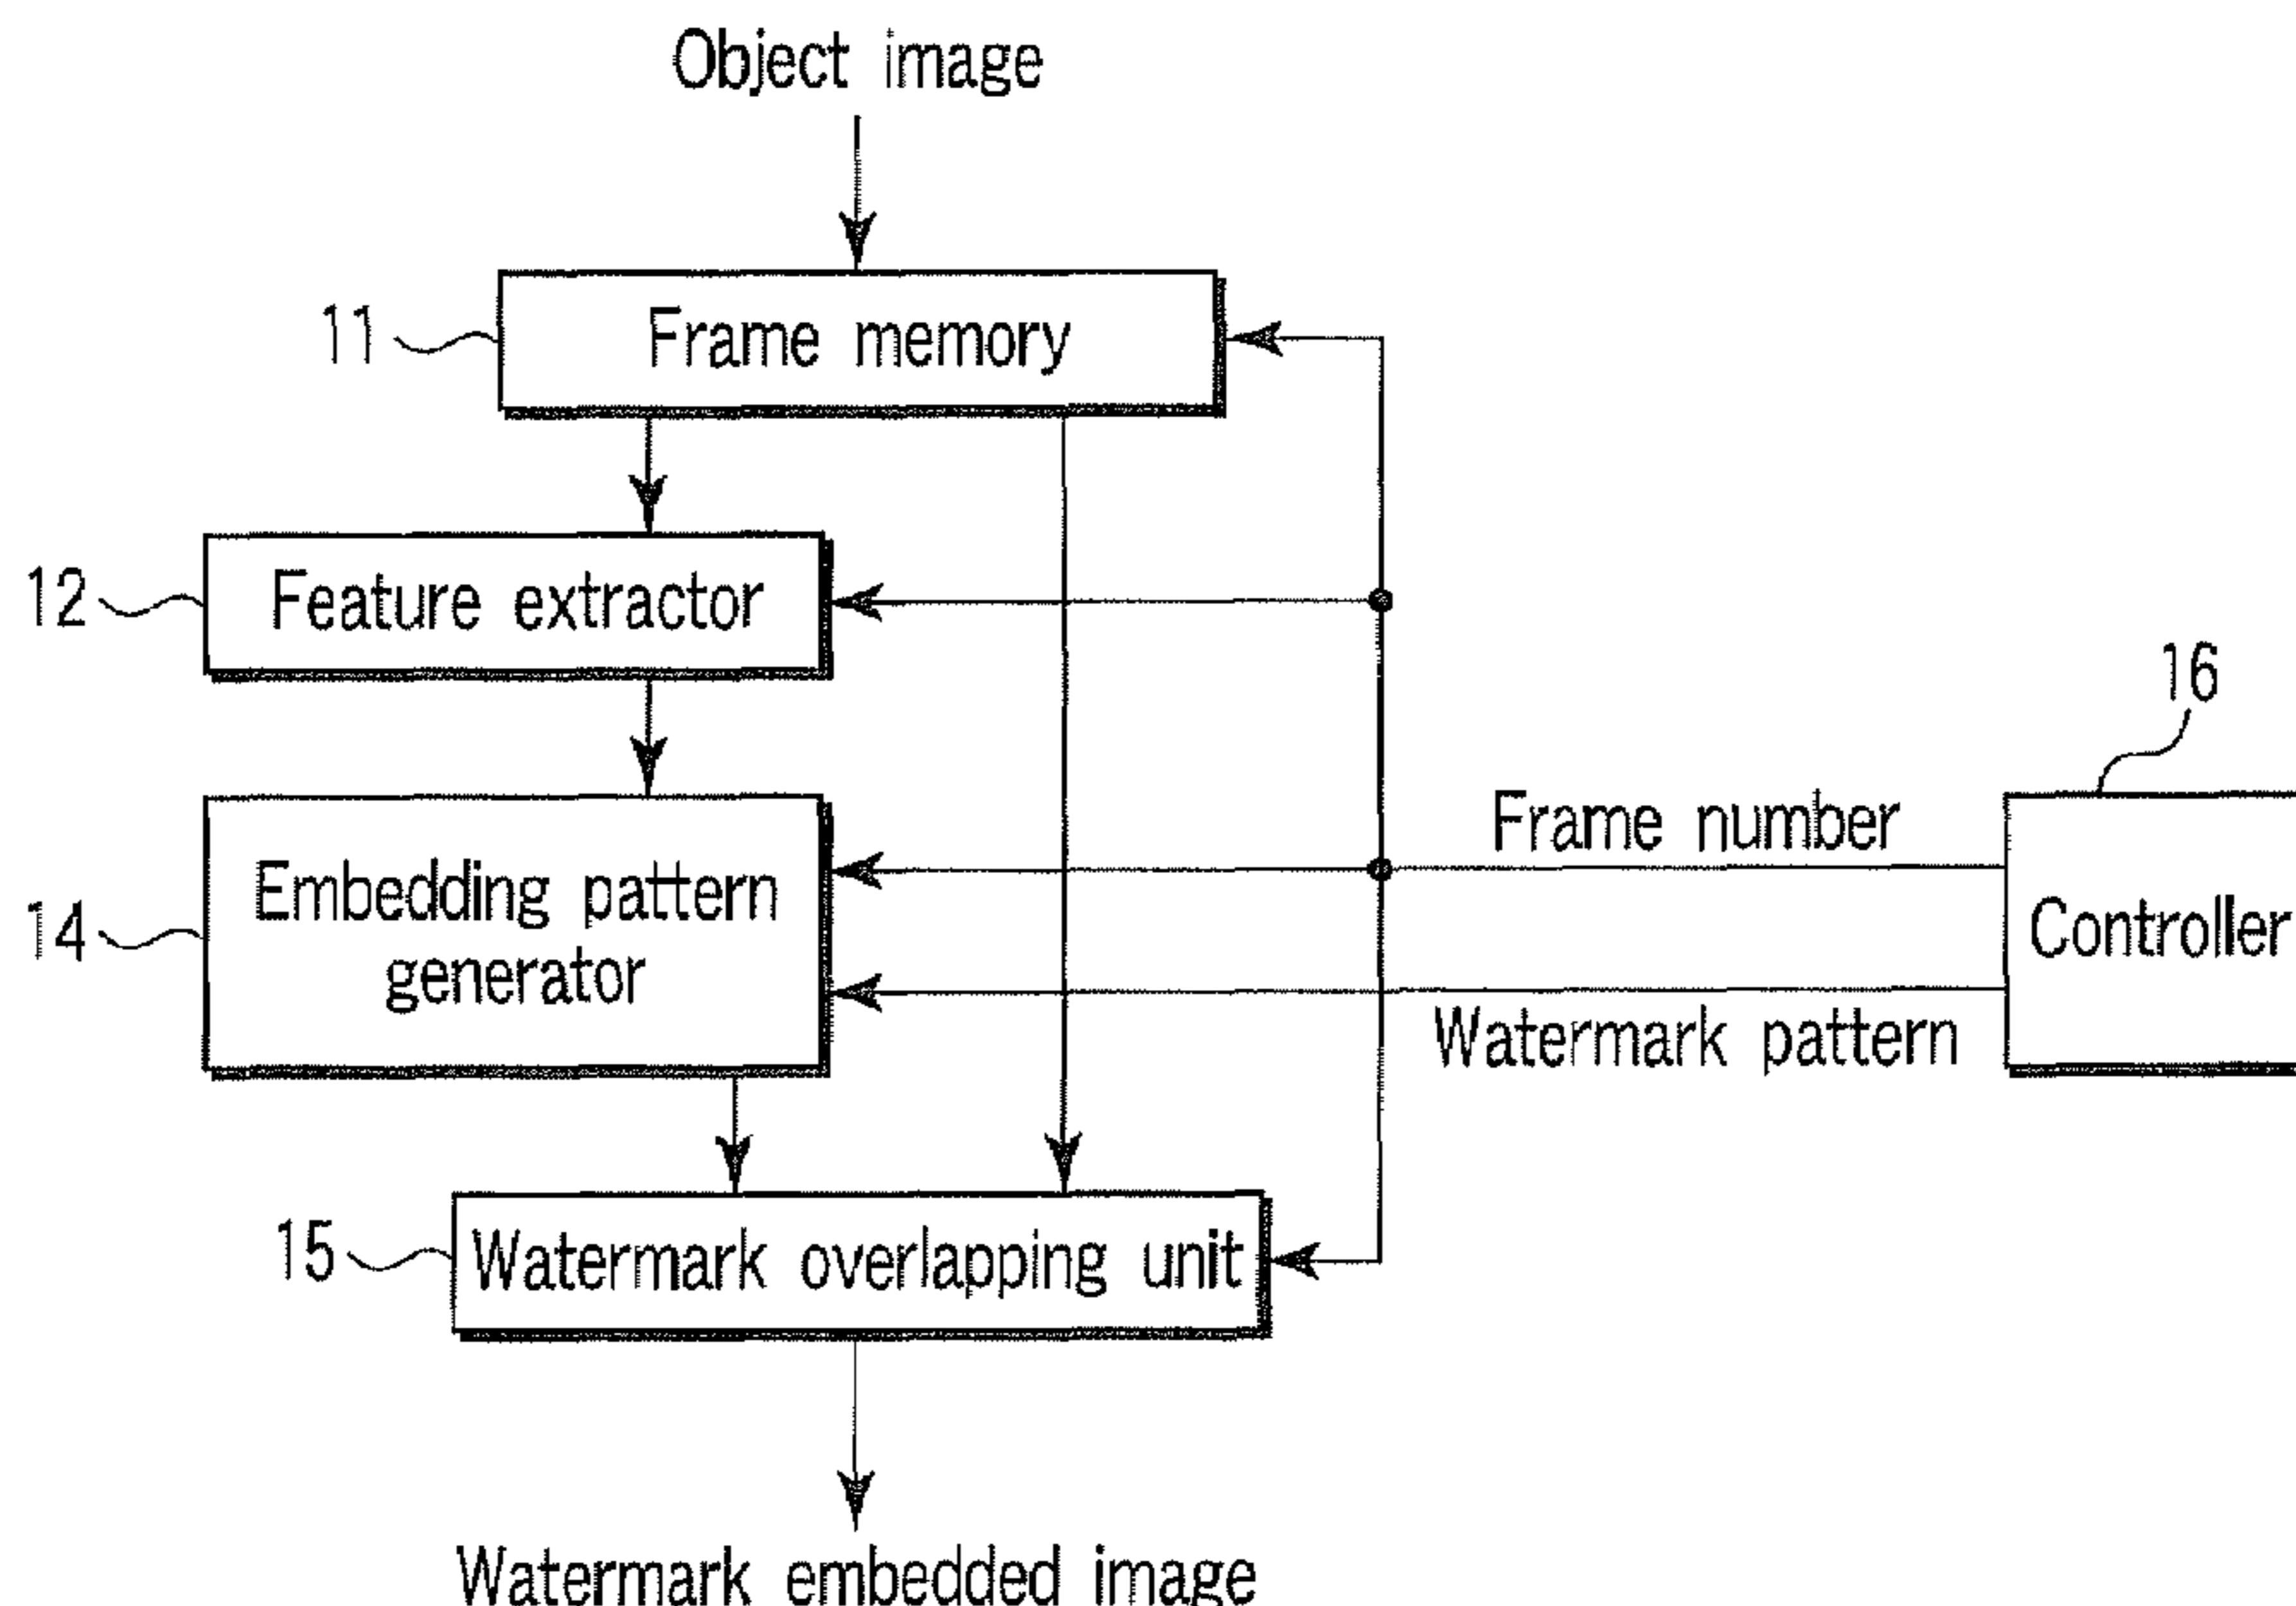 Object image
11
Frame memory
12
Feature extractor
16
Frame number
14
Embedding pattern
generator
Controller
Watermark pattern
15
Watermark overlapping unit
Watermark embedded image